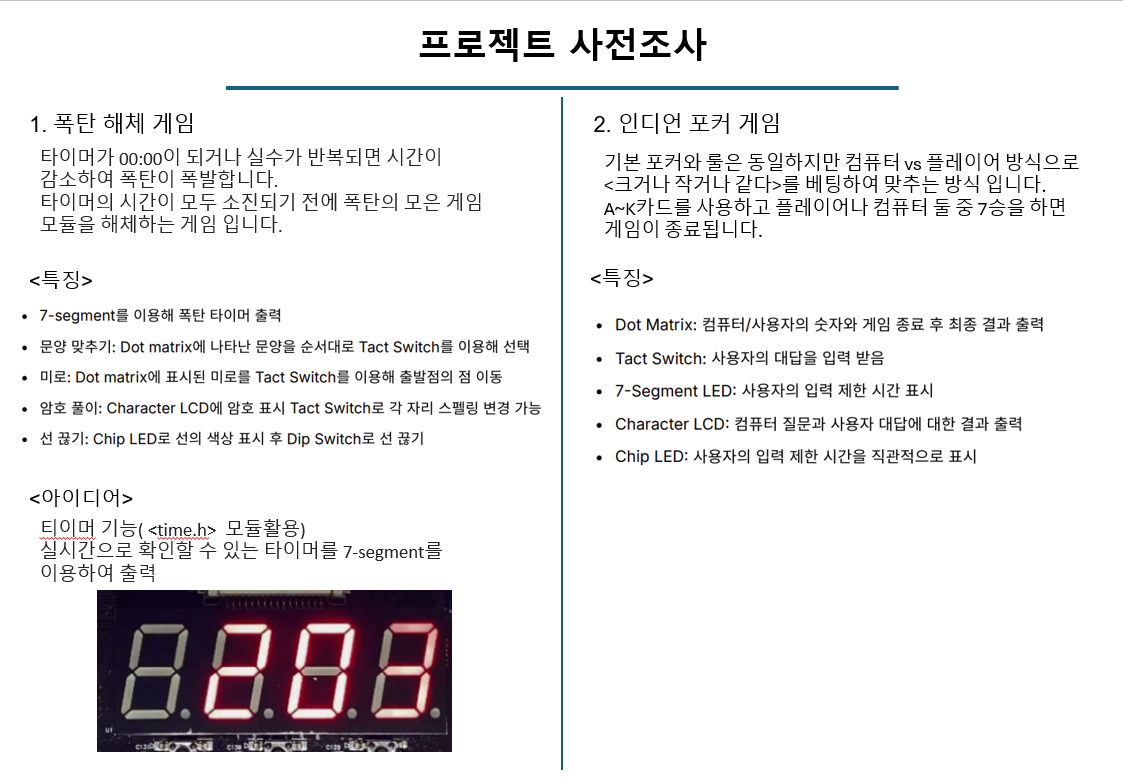 프로젝트 사전조사
1. 폭탄 해체 게임
타이머가 00:00이 되거나 실수가 반복되면 시간이
감소하여 폭탄이 폭발합니다.
타이머의 시간이 모두 소진되기 전에 폭탄의 모은 게임
모듈을 해체하는 게임 입니다.
<특징>
• 7-segment를 이용해 폭탄 타이머 출력
• 문양 맞추기: Dot matrix에 나타난 문양을 순서대로 Tact Switch를 이용해 선택
• 미로: Dot matrix에 표시된 미로를 Tact Switch를 이용해 출발점의 점 이동
• 암호 풀이: Character LCD에 암호 표시 Tact Switch로 각 자리 스펠링 변경 가능
• 선 끊기: Chip LED로 선의 색상 표시 후 Dip Switch로 선 끊기
<아이디어>
티이머 기능( <time.h> 모듈활용)
실시간으로 확인할 수 있는 타이머를 7-segment를
이용하여 출력
203
U1
C131 C130 C129
2. 인디언 포커 게임
기본 포커와 룰은 동일하지만 컴퓨터 vs 플레이어 방식으로
<크거나 작거나 같다>를 베팅하여 맞추는 방식 입니다.
A~K카드를 사용하고 플레이어나 컴퓨터 둘 중 7승을 하면
게임이 종료됩니다.
<특징>
• Dot Matrix: 컴퓨터/사용자의 숫자와 게임 종료 후 최종 결과 출력
• Tact Switch: 사용자의 대답을 입력 받음
• 7-Segment LED: 사용자의 입력 제한 시간 표시
• Character LCD: 컴퓨터 질문과 사용자 대답에 대한 결과 출력
• Chip LED: 사용자의 입력 제한 시간을 직관적으로 표시